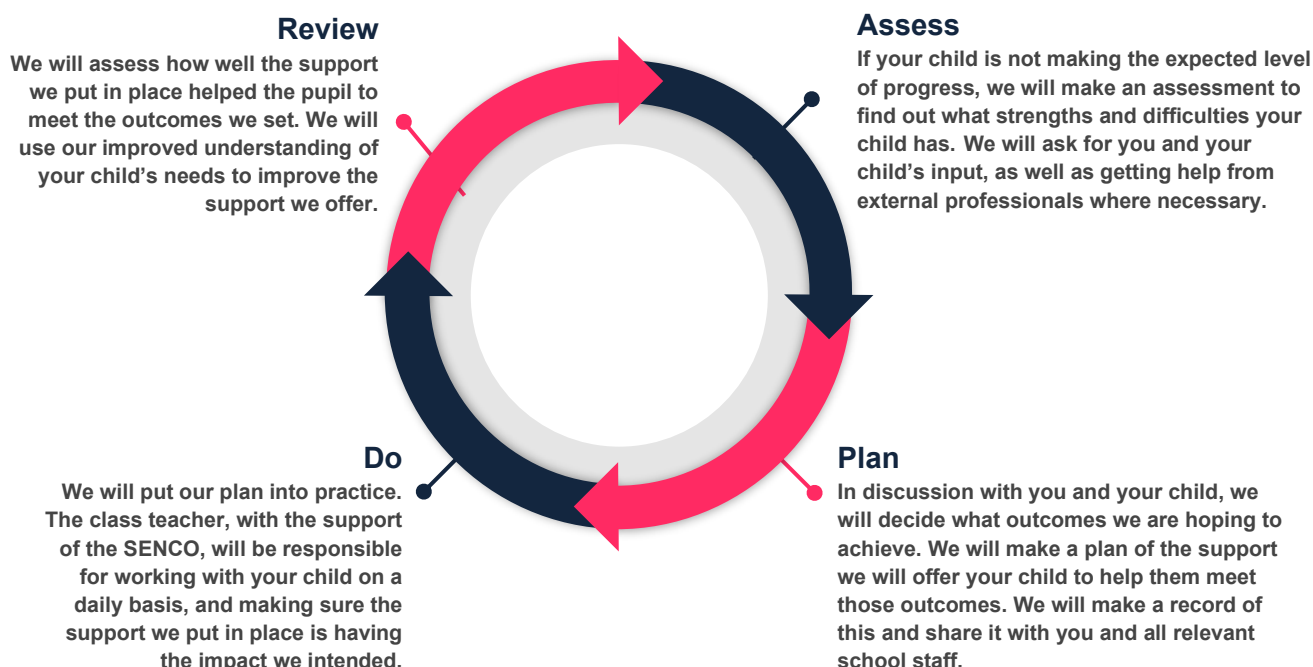 Review
We will assess how well the support
we put in place helped the pupil to
meet the outcomes we set. We will
use our improved understanding of
your child’s needs to improve the
support we offer.
Assess
If your child is not making the expected level
of progress, we will make an assessment to
find out what strengths and difficulties your
child has. We will ask for you and your
child’s input, as well as getting help from
external professionals where necessary.
Do
We will put our plan into practice.
The class teacher, with the support
of the SENCO, will be responsible
for working with your child on a
daily basis, and making sure the
support we put in place is having
the impact we intended.
Plan
In discussion with you and your child, we
will decide what outcomes we are hoping to
achieve. We will make a plan of the support
we will offer your child to help them meet
those outcomes. We will make a record of
this and share it with you and all relevant
school staff.